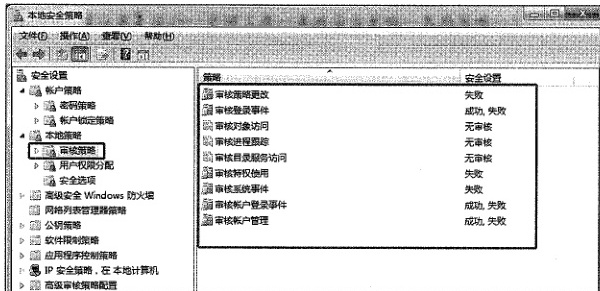 本地安全策略
文件(F) 操作(A) 查看(V) 帮助(H)
安全设置
帐户策略
密码策略
帐户锁定策略
本地策略
审核策略
用户权限分配
安全选项
高级安全 Windows 防火墙
网络列表管理器策略
公钥策略
软件限制策略
应用程序控制策略
IP 安全策略，在 本地计算机
高级审核策略配置
策略 安全设置
审核策略更改 失败
审核登录事件 成功, 失败
审核对象访问 无审核
审核进程跟踪 无审核
审核目录服务访问 无审核
审核特权使用 失败
审核系统事件 失败
审核帐户登录事件 成功, 失败
审核帐户管理 成功, 失败